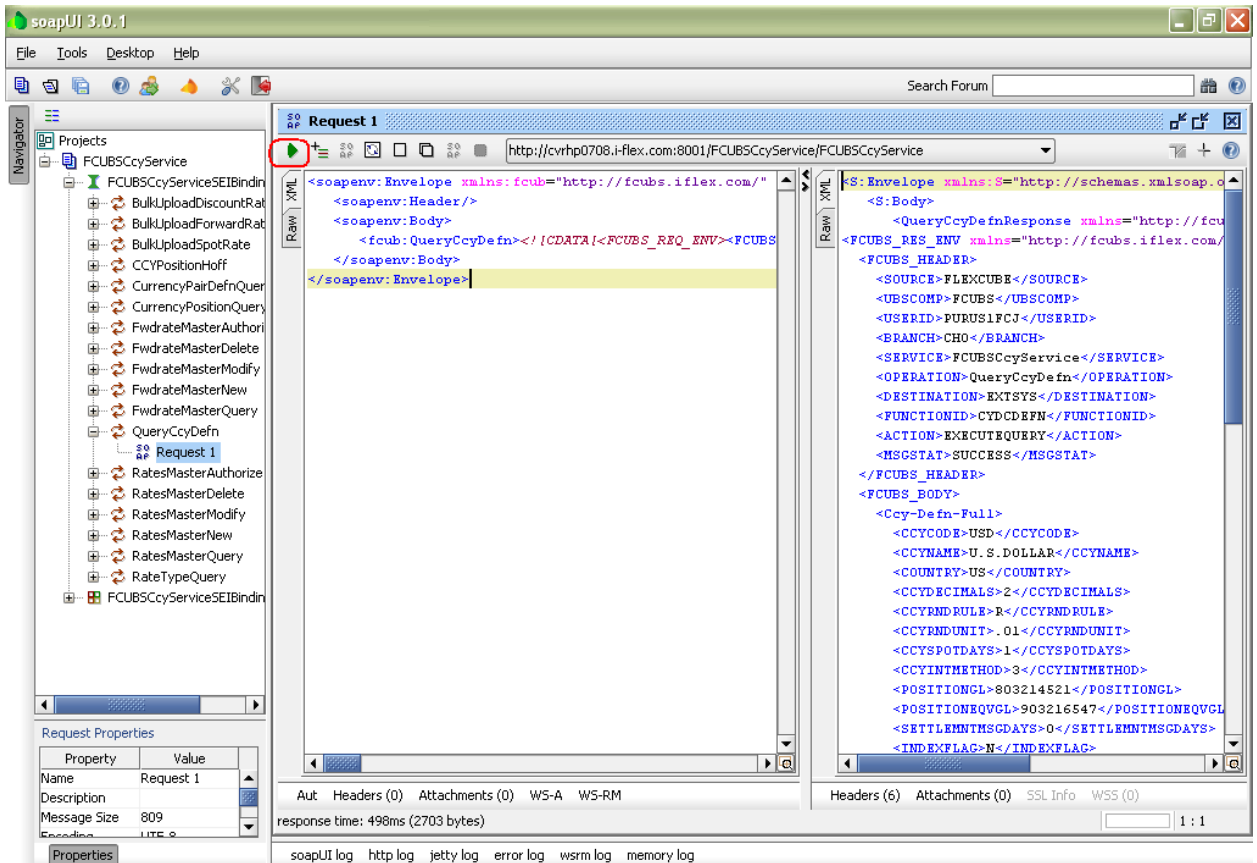 soapUI 3.0.1
File Tools Desktop Help
Search Forum
Navigator
Projects
FCUBSCcyService
FCUBSCcyServiceSEIBindin
BulkUploadDiscountRat
BulkUploadForwardRat
BulkUploadSpotRate
CCYPositionHoff
CurrencyPairDefnQuer
CurrencyPositionQuery
FwdrateMasterAuthori
FwdrateMasterDelete
FwdrateMasterModify
FwdrateMasterNew
FwdrateMasterQuery
QueryCcyDefn
Request 1
RatesMasterAuthorize
RatesMasterDelete
RatesMasterModify
RatesMasterNew
RatesMasterQuery
RateTypeQuery
FCUBSCcyServiceSEIBindin
Request Properties
Property Value
Name Request 1
Description
Message Size 809
Encoding UTF-8
Properties
Request 1
http://cvrhp0708.i-flex.com:8001/FCUBSCcyService/FCUBSCcyService
XML
Raw
<soapenv:Envelope xmlns:fcub="http://fcubs.iflex.com/"
<soapenv:Header/>
<soapenv:Body>
<fcub:QueryCcyDefn><![CDATA[<FCUBS_REQ_ENV><FCUBS
</soapenv:Body>
</soapenv:Envelope>
Aut Headers (0) Attachments (0) WS-A WS-RM
XML
Raw
<S:Envelope xmlns:S="http://schemas.xmlsoap.o
<S:Body>
<QueryCcyDefnResponse xmlns="http://fcu
<FCUBS_RES_ENV xmlns="http://fcubs.iflex.com/
<FCUBS_HEADER>
<SOURCE>FLEXCUBE</SOURCE>
<UBSCOMP>FCUBS</UBSCOMP>
<USERID>PURUS1FCJ</USERID>
<BRANCH>CHO</BRANCH>
<SERVICE>FCUBSCcyService</SERVICE>
<OPERATION>QueryCcyDefn</OPERATION>
<DESTINATION>EXTSYS</DESTINATION>
<FUNCTIONID>CYDCDEFN</FUNCTIONID>
<ACTION>EXECUTEQUERY</ACTION>
<MSGSTAT>SUCCESS</MSGSTAT>
</FCUBS_HEADER>
<FCUBS_BODY>
<Ccy-Defn-Full>
<CCYCODE>USD</CCYCODE>
<CCYNAME>U.S.DOLLAR</CCYNAME>
<COUNTRY>US</COUNTRY>
<CCYDECIMALS>2</CCYDECIMALS>
<CCYRNDRULE>R</CCYRNDRULE>
<CCYRNDUNIT>.01</CCYRNDUNIT>
<CCYSPOTDAYS>1</CCYSPOTDAYS>
<CCYINTMETHOD>3</CCYINTMETHOD>
<POSITIONGL>803214521</POSITIONGL>
<POSITIONEQVGL>903216547</POSITIONEQVGL
<SETTLEMNTMSGDAYS>0</SETTLEMNTMSGDAYS>
<INDEXFLAG>N</INDEXFLAG>
Headers (6) Attachments (0) SSL Info WSS (0)
response time: 498ms (2703 bytes)
1 : 1
soapUI log http log jetty log error log wsrm log memory log